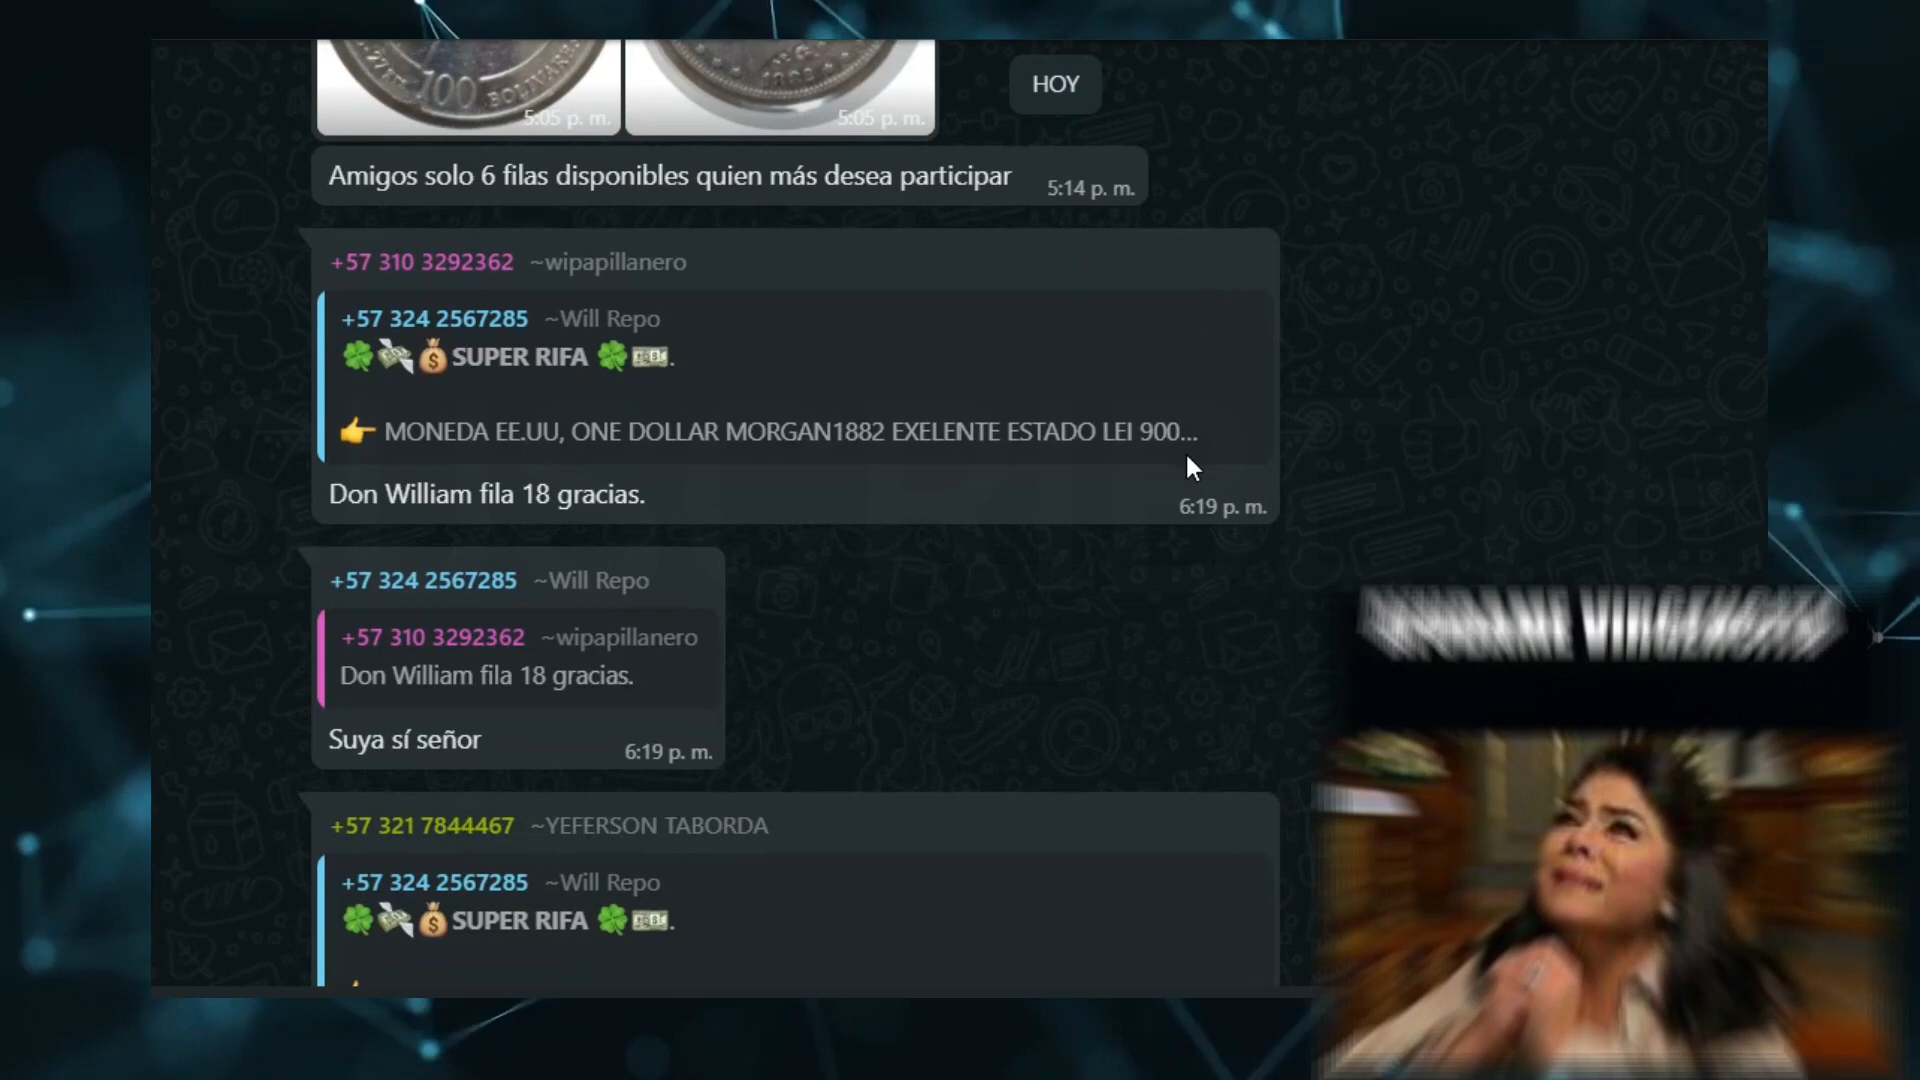 100 BOLIVARES
1882
5:05 p. m.
5:05 p. m.
HOY
Amigos solo 6 filas disponibles quien más desea participar
5:14 p. m.
+57 310 3292362 ~wipapillanero
+57 324 2567285 ~Will Repo
🍀💸💰SUPER RIFA 🍀💵.
👉 MONEDA EE.UU, ONE DOLLAR MORGAN1882 EXELENTE ESTADO LEI 900...
Don William fila 18 gracias.
6:19 p. m.
+57 324 2567285 ~Will Repo
+57 310 3292362 ~wipapillanero
Don William fila 18 gracias.
Suya sí señor
6:19 p. m.
+57 321 7844467 ~YEFERSON TABORDA
+57 324 2567285 ~Will Repo
🍀💸💰SUPER RIFA 🍀💵.